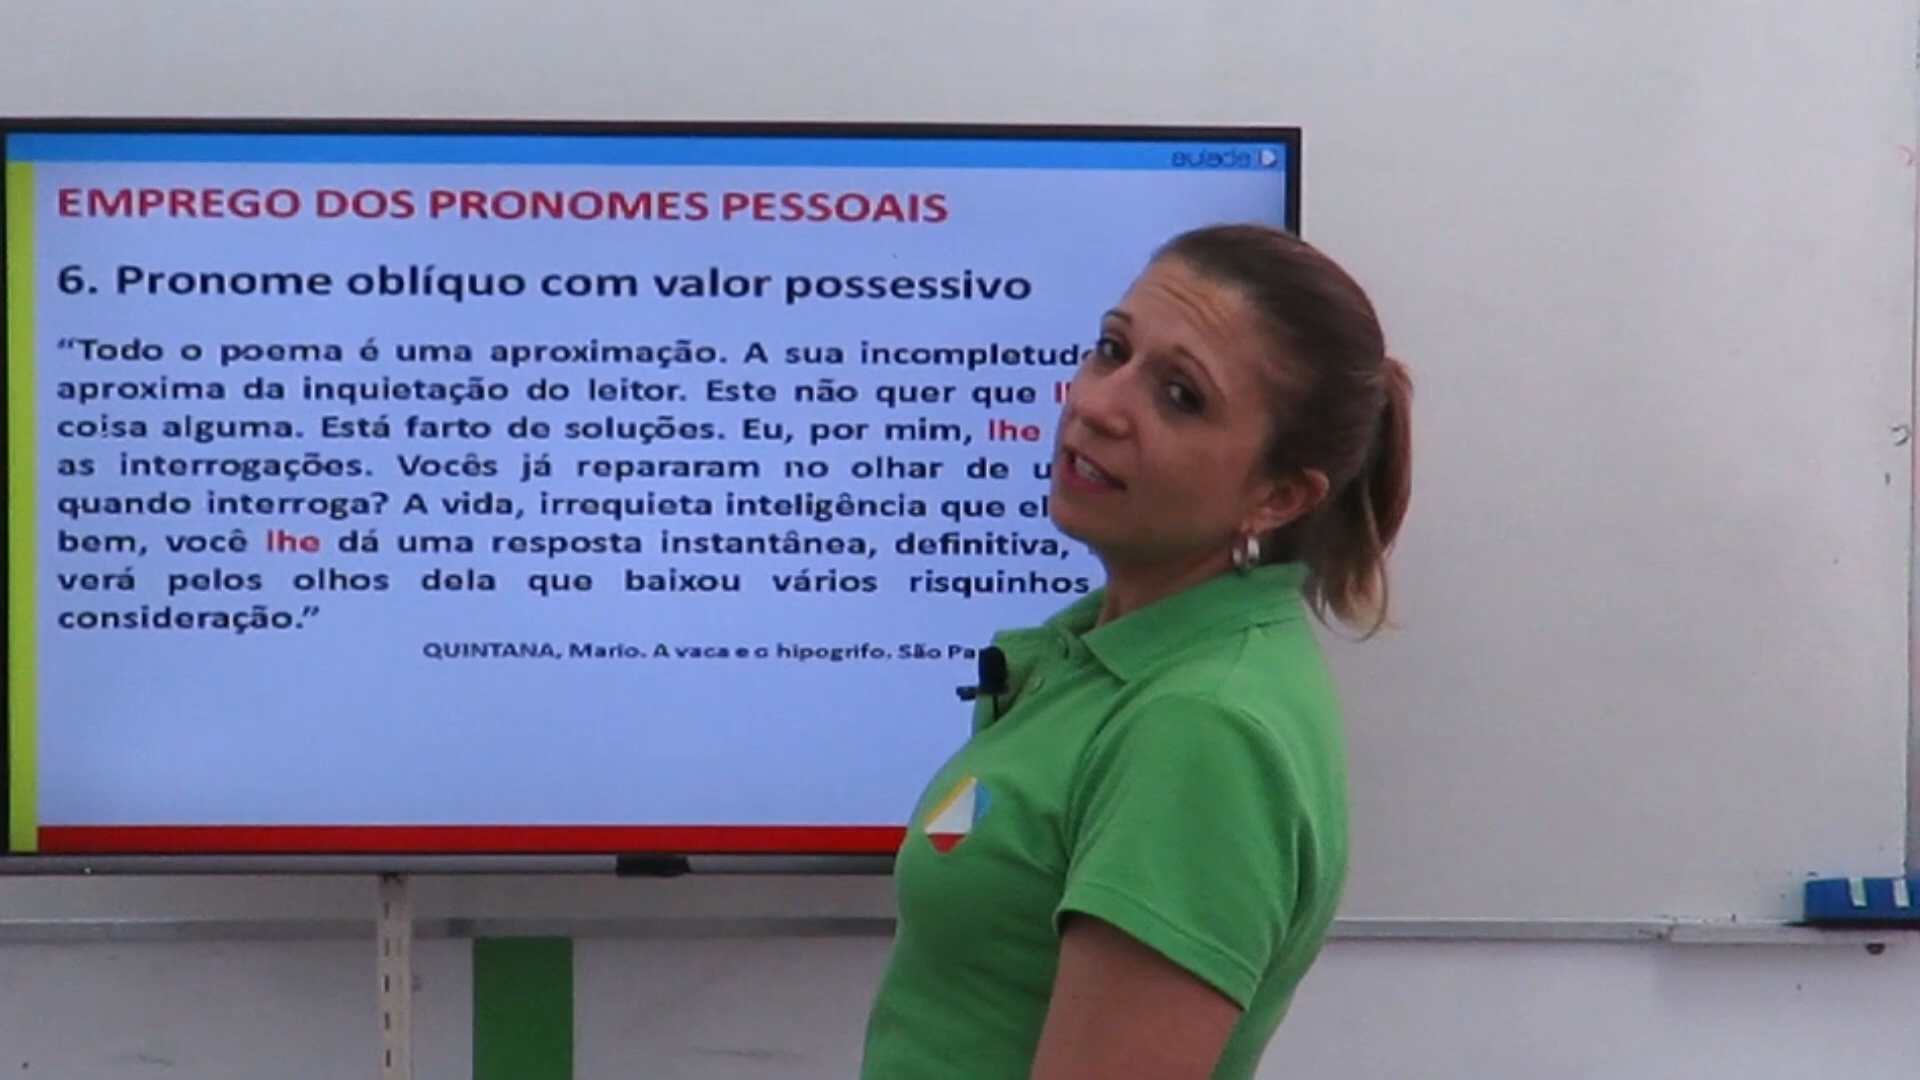 aulade
EMPREGO DOS PRONOMES PESSOAIS
6. Pronome oblíquo com valor possessivo
“Todo o poema é uma aproximação. A sua
aproxima da inquietação do leitor. Este não quer que
coisa alguma. Está farto de soluções. Eu, por mim, lhe
as interrogações. Vocês já repararam no olhar de
quando interroga? A vida, irrequieta inteligência que
bem, você lhe dá uma resposta instantânea, definitiva,
verá pelos olhos dela que baixou vários risquinhos
consideração.”
QUINTANA, Mario. A vaca e o hipogrifo. São